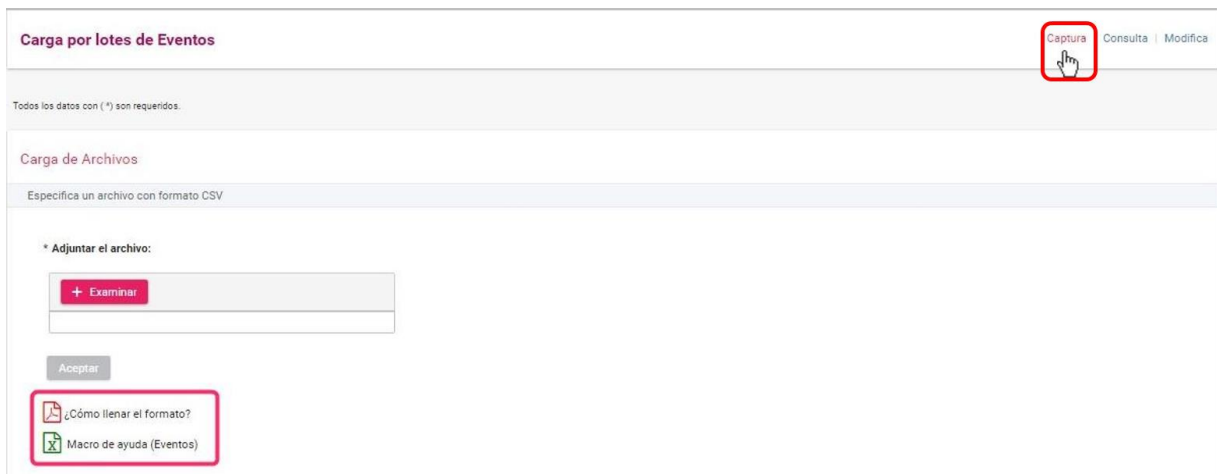 Carga por lotes de Eventos
Captura | Consulta | Modifica
Todos los datos con ( *) son requeridos.
Carga de Archivos
Especifica un archivo con formato CSV
* Adjuntar el archivo:
+ Examinar
Aceptar
¿Cómo llenar el formato?
Macro de ayuda (Eventos)